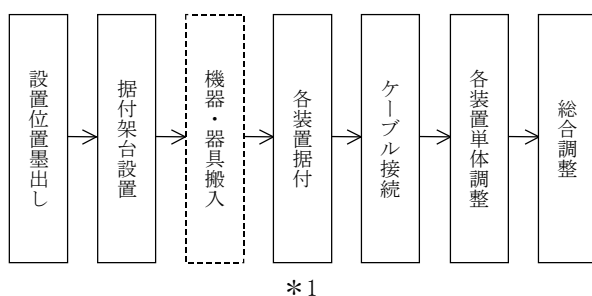 設置位置墨出し
据付架台設置
機器・器具搬入
各装置据付
ケーブル接続
各装置単体調整
総合調整
＊1